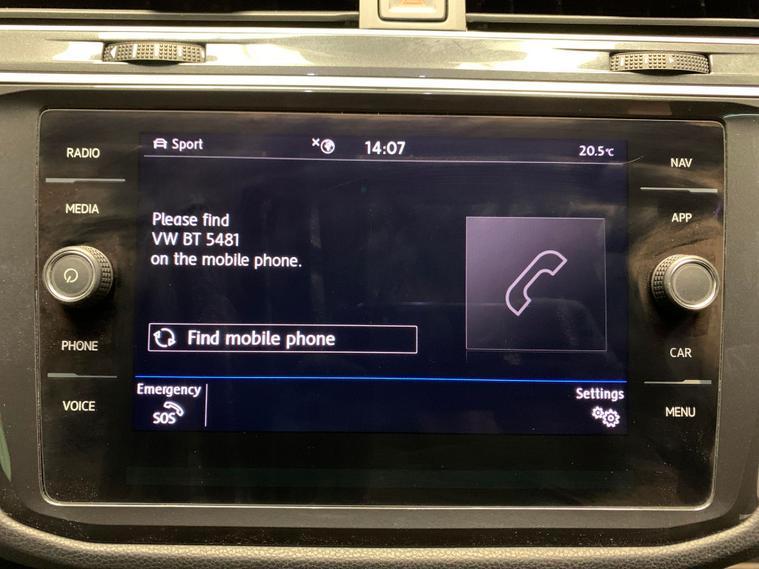 RADIO
MEDIA
PHONE
VOICE
Sport
14:07
20.5°C
Please find
VW BT 5481
on the mobile phone.
Find mobile phone
Emergency
SOS
Settings
NAV
APP
CAR
MENU